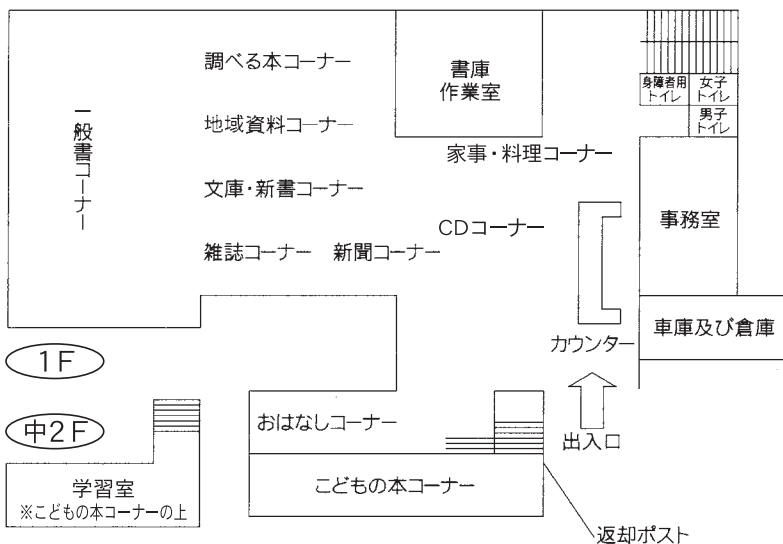 調べる本コーナー
書庫
作業室
身障者用
トイレ
女子
トイレ
男子
トイレ
一般書コーナー
地域資料コーナー
家事・料理コーナー
文庫・新書コーナー
CDコーナー
事務室
雑誌コーナー 新聞コーナー
カウンター
車庫及び倉庫
1F
中2F
おはなしコーナー
出入口
学習室
※こどもの本コーナーの上
こどもの本コーナー
返却ポスト